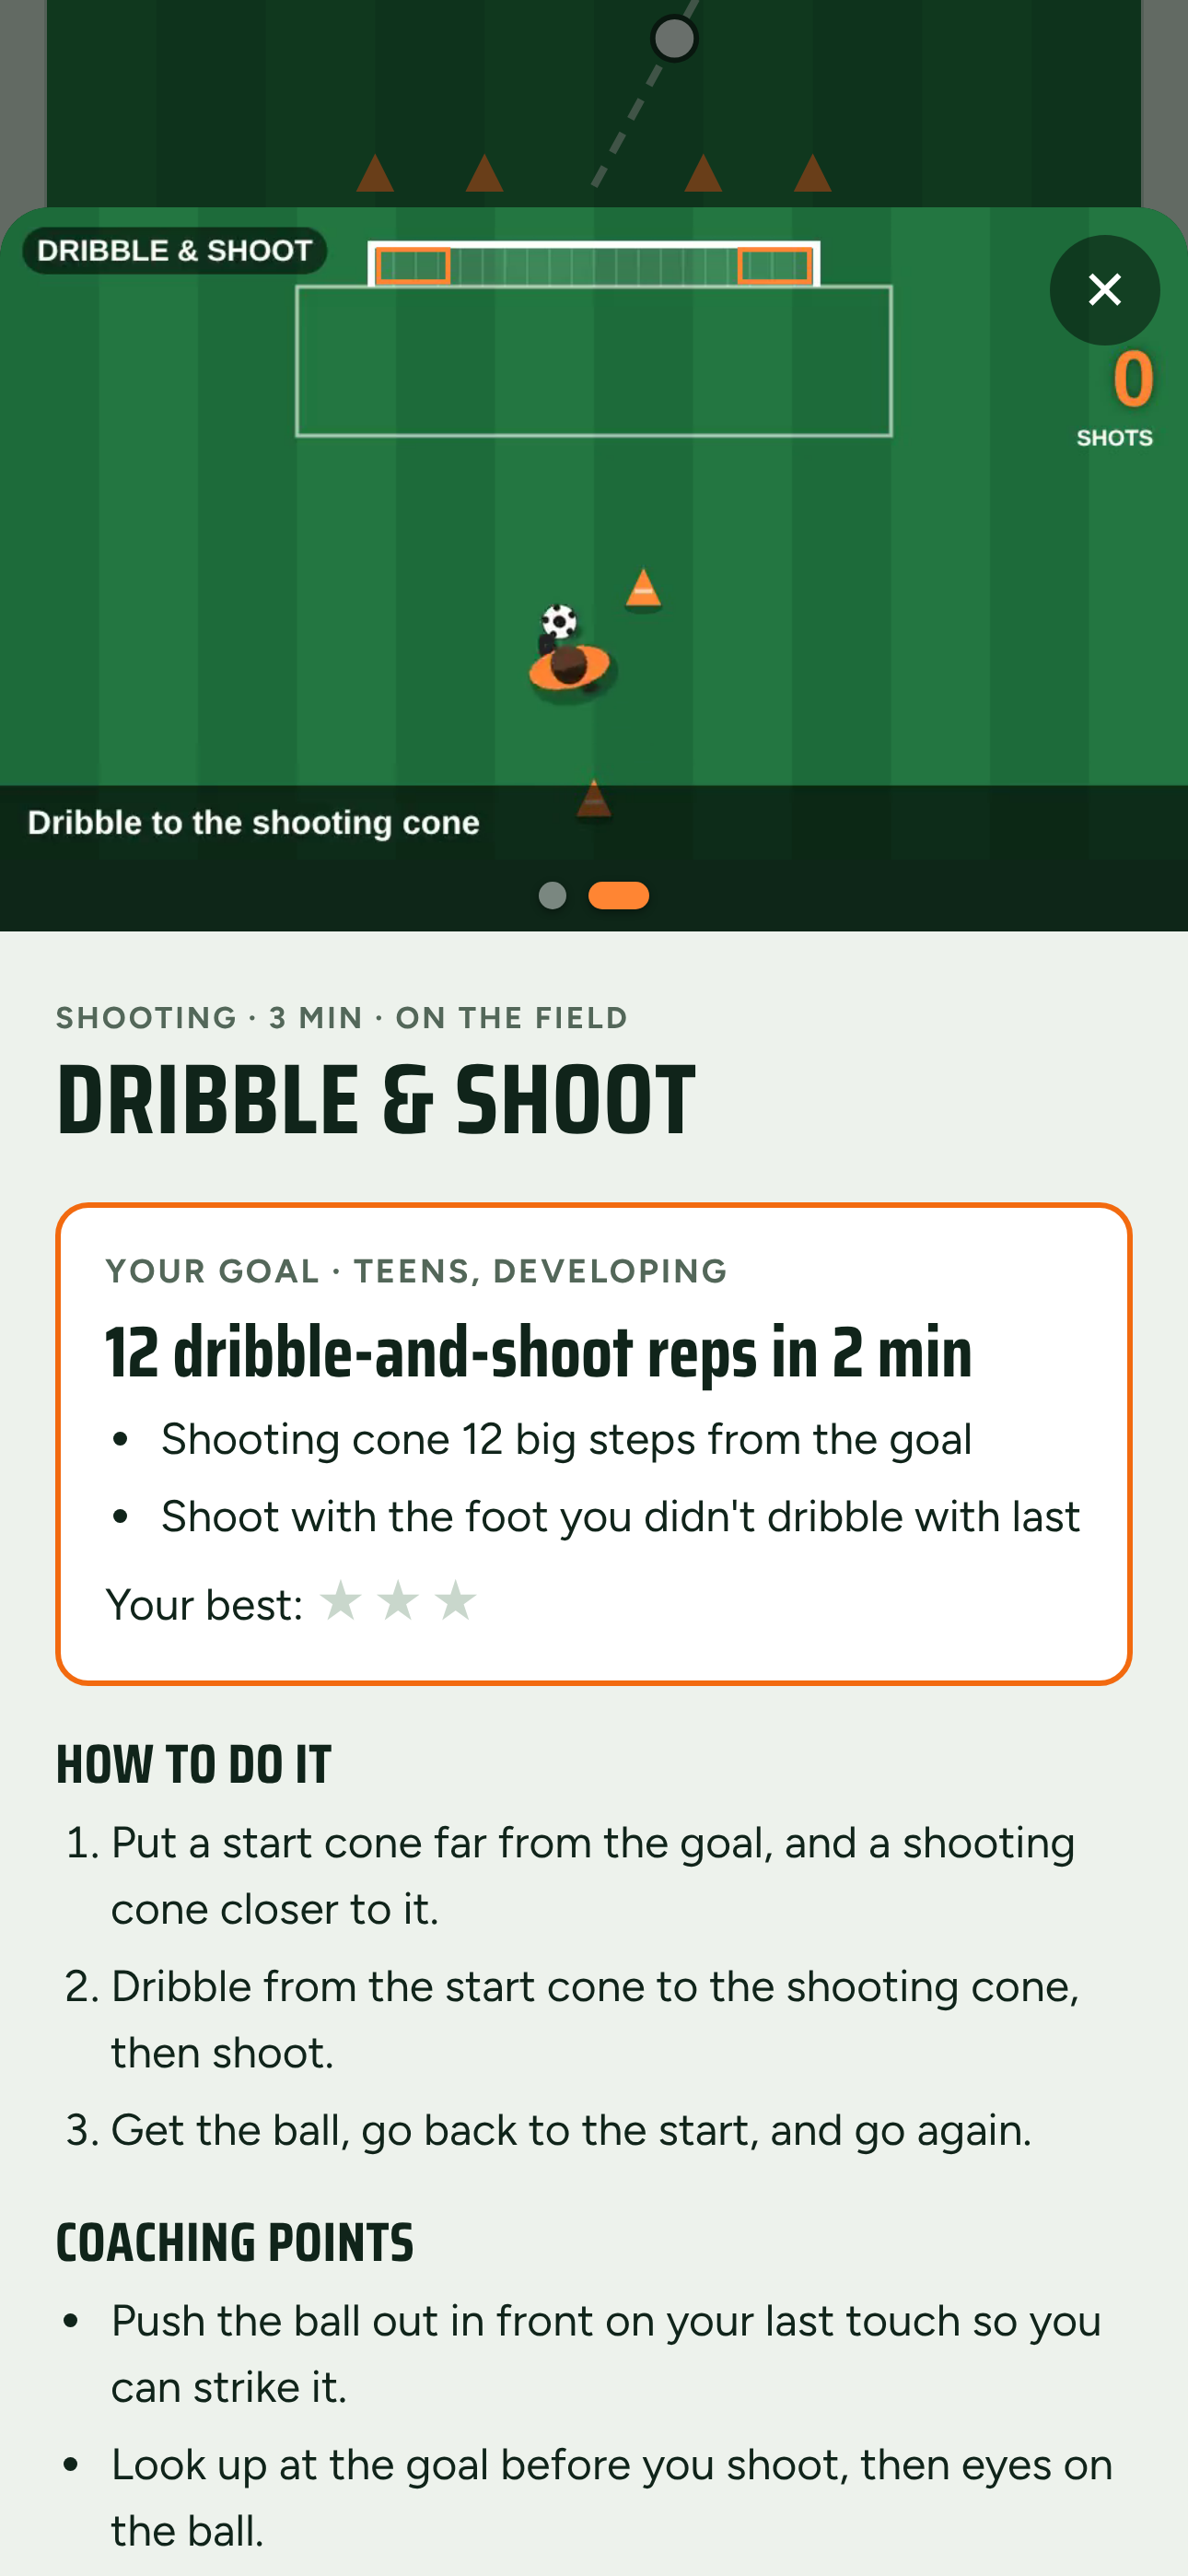 DRIBBLE & SHOOT
0
SHOTS
Dribble to the shooting cone
SHOOTING · 3 MIN · ON THE FIELD
DRIBBLE & SHOOT
YOUR GOAL · TEENS, DEVELOPING
12 dribble-and-shoot reps in 2 min
• Shooting cone 12 big steps from the goal
• Shoot with the foot you didn't dribble with last
Your best: ★ ★ ★
HOW TO DO IT
1. Put a start cone far from the goal, and a shooting
cone closer to it.
2. Dribble from the start cone to the shooting cone,
then shoot.
3. Get the ball, go back to the start, and go again.
COACHING POINTS
• Push the ball out in front on your last touch so you
can strike it.
• Look up at the goal before you shoot, then eyes on
the ball.